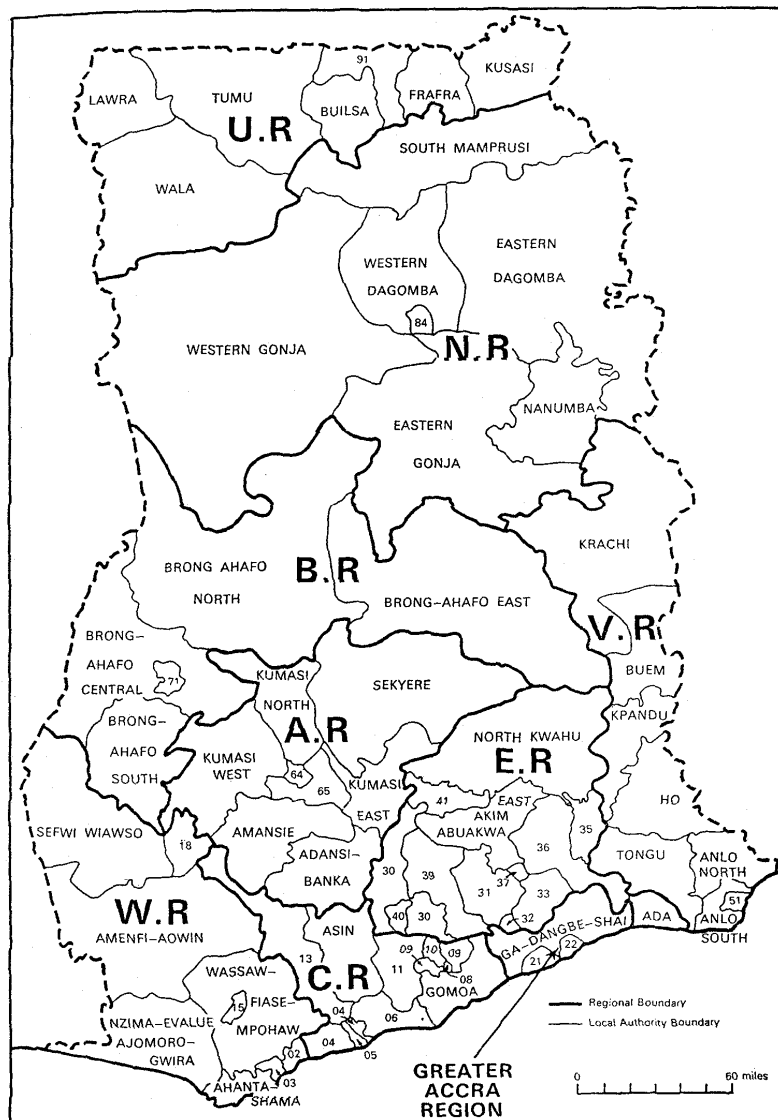 91
KUSASI
LAWRA
TUMU
BUILSA
FRAFRA
U.R
SOUTH MAMPRUSI
WALA
WESTERN
DAGOMBA
EASTERN
DAGOMBA
84
WESTERN GONJA
N.R
NANUMBA
EASTERN
GONJA
KRACHI
BRONG AHAFO
NORTH
B.R
BRONG-AHAFO EAST
V.R
BRONG-
AHAFO
CENTRAL
71
KUMASI
NORTH
SEKYERE
BUEM
KPANDU
BRONG-
AHAFO
SOUTH
A.R
NORTH KWAHU
E.R
KUMASI
WEST
64
65
KUMASI
EAST
41
EAST
AKIM
ABUAKWA
HO
SEFWI WIAWSO
18
AMANSIE
35
36
ADANSI-
BANKA
TONGU
ANLO
NORTH
30
39
31
37
33
40
30
32
51
W.R
AMENFI-AOWIN
ASIN
GA-DANGBE-SHAI
ADA
ANLO
SOUTH
13
C.R
09
10
09
11
08
GOMOA
21
22
WASSAW-
FIASE-
MPOHAW
15
NZIMA-EVALUE
AJOMORO-
GWIRA
04
06
02
04
05
03
AHANTA-
SHAMA
Regional Boundary
Local Authority Boundary
GREATER
ACCRA
REGION
0
60 miles